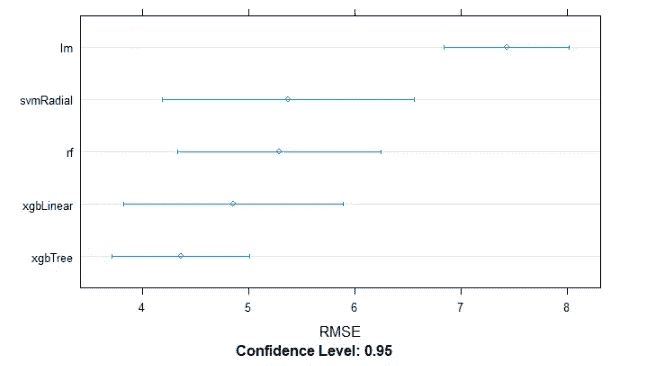 lm
svmRadial
rf
xgbLinear
xgbTree
4 5 6 7 8
RMSE
Confidence Level: 0.95